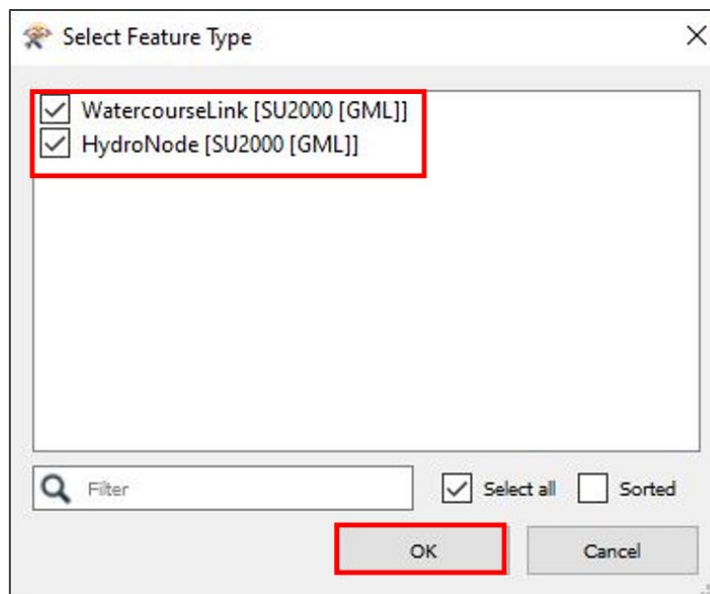 Select Feature Type
WatercourseLink [SU2000 [GML]]
HydroNode [SU2000 [GML]]
Filter
Select all
Sorted
OK
Cancel